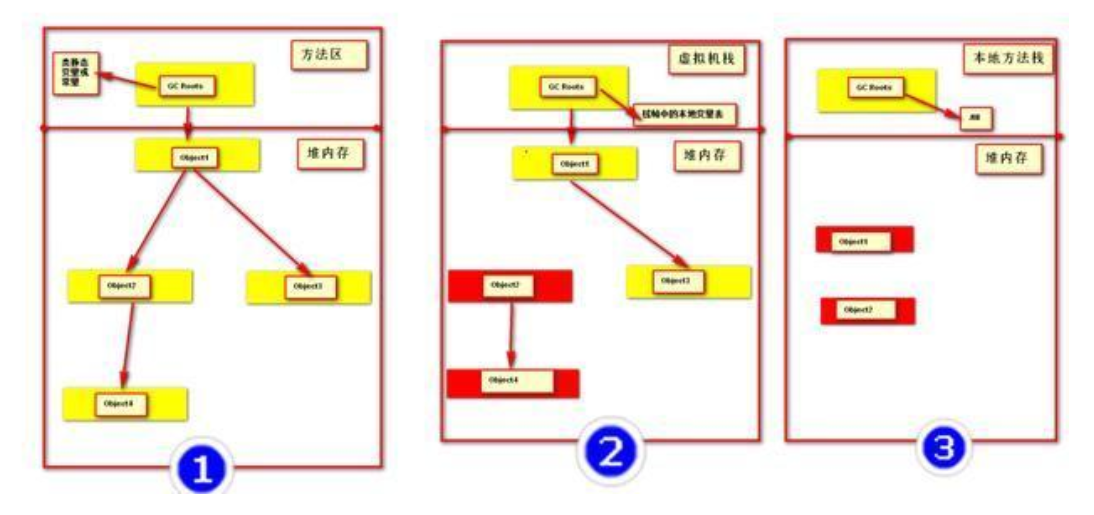 方法区
类静态
变量或
常量
GC Roots
堆内存
Object1
Object2
Object3
Object4
1
虚拟机栈
GC Roots
栈帧中的本地变量表
堆内存
Object1
Object2
Object3
Object4
2
本地方法栈
GC Roots
JNI
堆内存
Object1
Object2
3